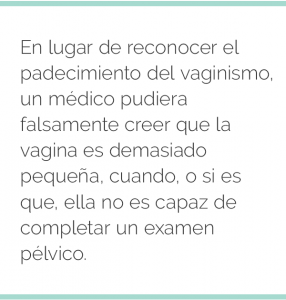 En lugar de reconocer el
padecimiento del vaginismo,
un médico pudiera
falsamente creer que la
vagina es demasiado
pequeña, cuando, o si es
que, ella no es capaz de
completar un examen
pélvico.